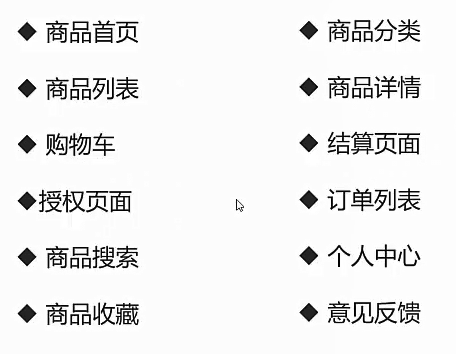 ◆ 商品首页
◆ 商品分类
◆ 商品列表
◆ 商品详情
◆ 购物车
◆ 结算页面
◆授权页面
◆ 订单列表
◆ 商品搜索
◆ 个人中心
◆ 商品收藏
◆ 意见反馈